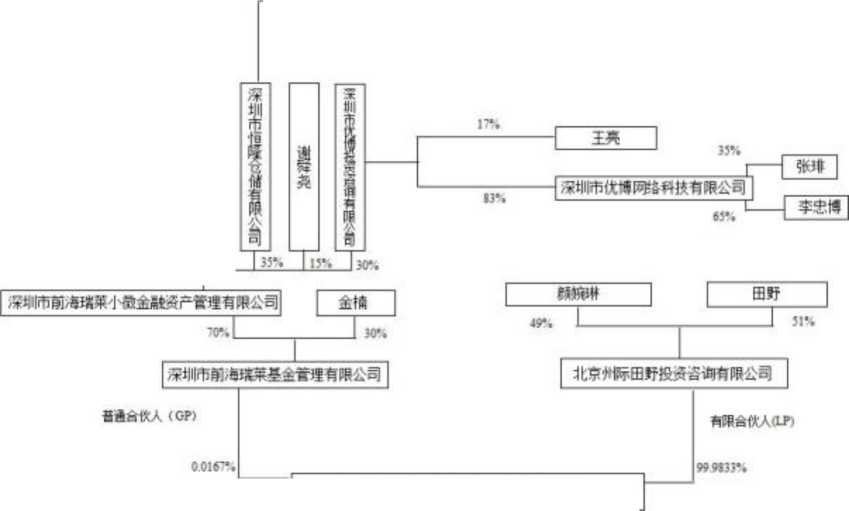 深圳市恒隆仓储有限公司
谢舜尧
深圳市优博投资咨询有限公司
17%
王亮
35%
张琲
83%
深圳市优博网络科技有限公司
65%
李忠博
35%
15%
30%
深圳市前海瑞莱小微金融资产管理有限公司
金楠
颜婉琳
田野
70%
30%
49%
51%
深圳市前海瑞莱基金管理有限公司
北京州际田野投资咨询有限公司
普通合伙人（GP）
有限合伙人(LP)
0.0167%
99.9833%